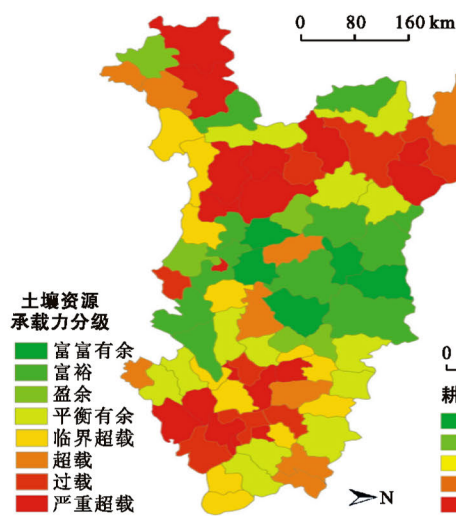 0 80 160 km
土壤资源
承载力分级
富富有余
富裕
盈余
平衡有余
临界超载
超载
过载
严重超载
N
0
耕